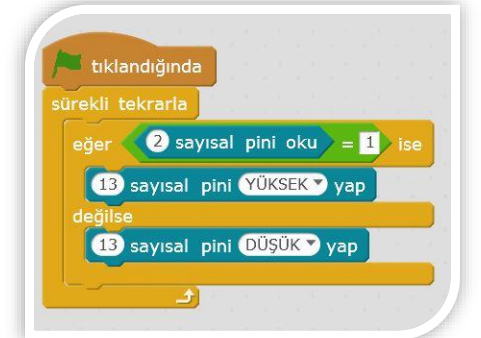 tıklandığında
sürekli tekrarla
eğer 2 sayısal pini oku = 1 ise
13 sayısal pini YÜKSEK yap
değilse
13 sayısal pini DÜŞÜK yap